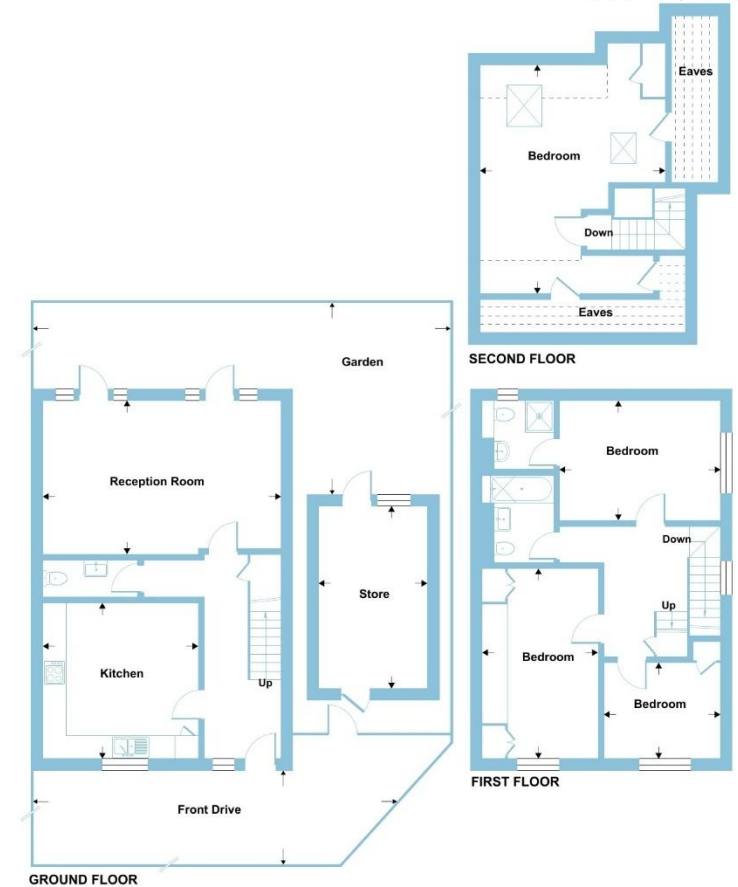 Eaves
Bedroom
Down
Eaves
SECOND FLOOR
Garden
Reception Room
Store
Kitchen
Up
Front Drive
GROUND FLOOR
Bedroom
Down
Up
Bedroom
Bedroom
FIRST FLOOR